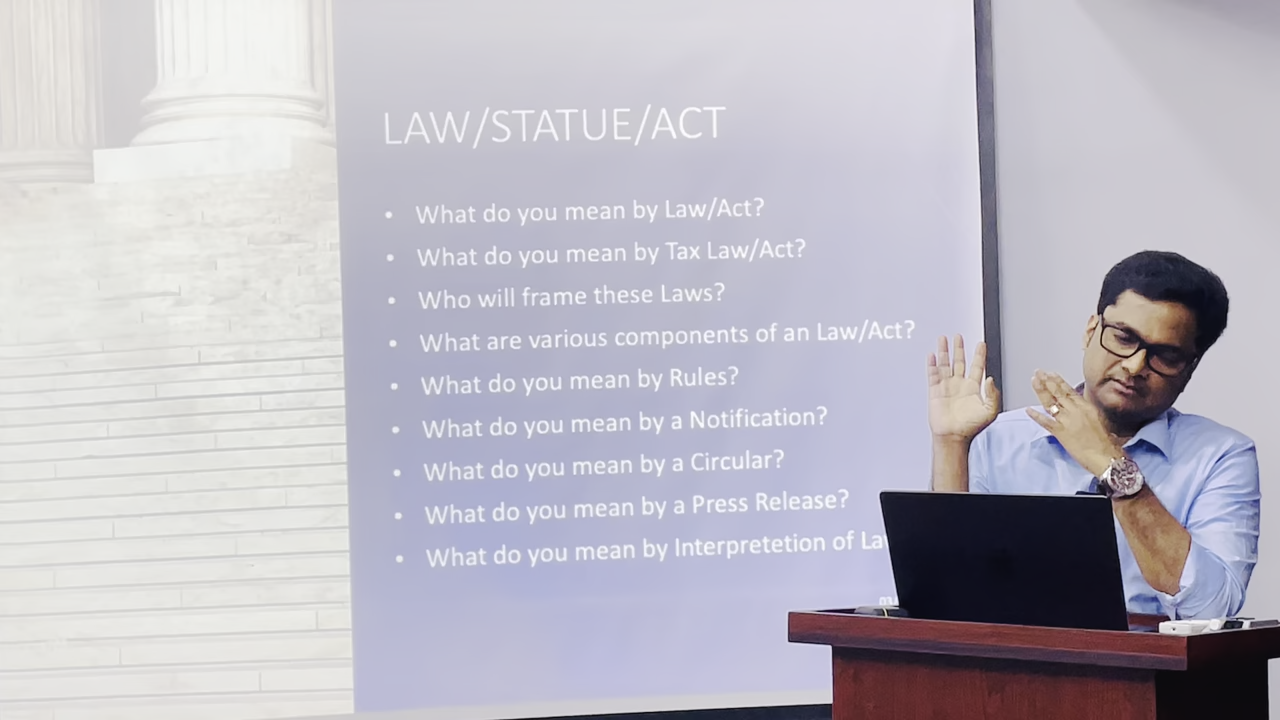 LAW/STATUE/ACT
• What do you mean by Law/Act?
• What do you mean by Tax Law/Act?
• Who will frame these Laws?
• What are various components of an Law/Act?
• What do you mean by Rules?
• What do you mean by a Notification?
• What do you mean by a Circular?
• What do you mean by a Press Release?
• What do you mean by Interpretetion of